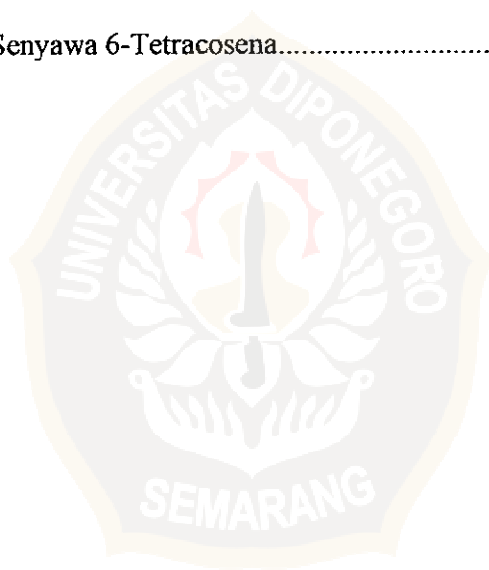 Senyawa 6-Tetracosena..................................
UNIVERSITAS DIPONEGORO
SEMARANG